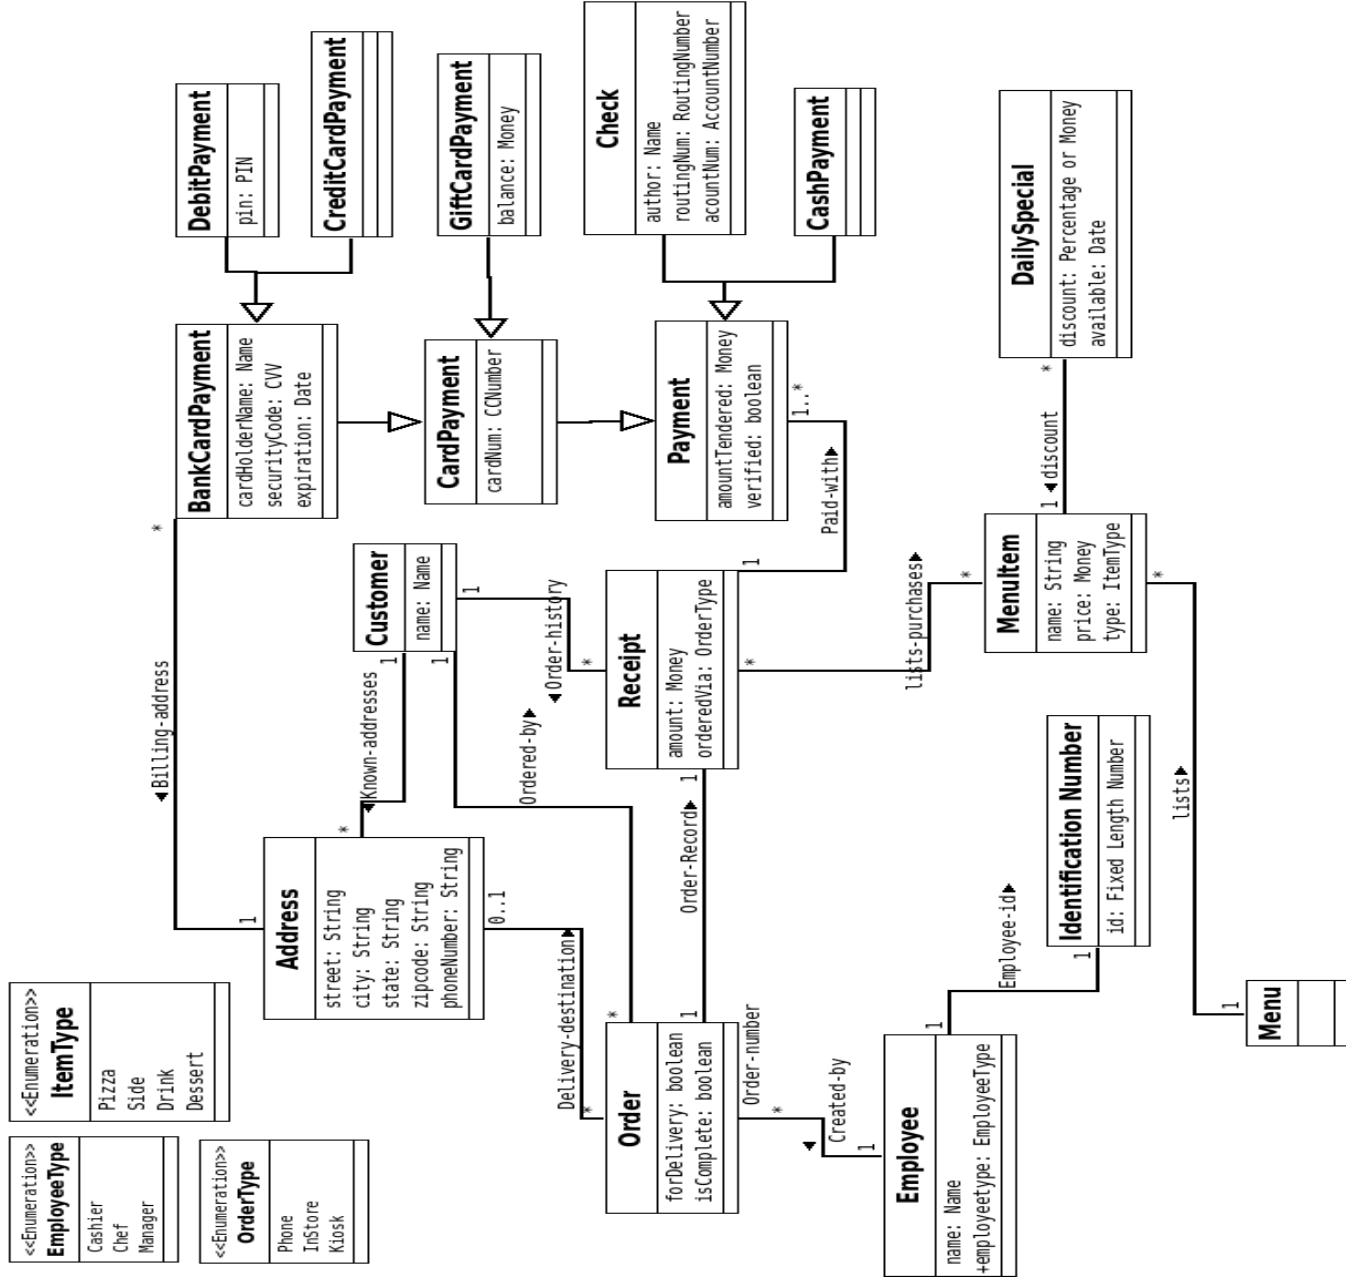 <<Enumeration>>
EmployeeType
Cashier
Chef
Manager
<<Enumeration>>
ItemType
Pizza
Side
Drink
Dessert
<<Enumeration>>
OrderType
Phone
InStore
Kiosk
Address
street: String
city: String
state: String
zipcode: String
phoneNumber: String
1
*
0..1
Billing-address
*
Known-addresses
1
Customer
name: Name
1
1
BankCardPayment
cardHolderName: Name
securityCode: CVV
expiration: Date
DebitPayment
pin: PIN
CreditCardPayment
CardPayment
cardNum: CCNumber
GiftCardPayment
balance: Money
Order
forDelivery: boolean
isComplete: boolean
*
*
1
*
Delivery-destination
Ordered-by
Order-history
Order-Record
Order-number
Receipt
amount: Money
orderedVia: OrderType
*
1
1
*
Paid-with
Payment
amountTendered: Money
verified: boolean
1..*
Check
author: Name
routingNum: RoutingNumber
acountNum: AccountNumber
CashPayment
Created-by
1
Employee
name: Name
+employeetype: EmployeeType
1
Employee-id
1
Identification Number
id: Fixed Length Number
lists-purchases
*
MenuItem
name: String
price: Money
type: ItemType
1
discount
*
DailySpecial
discount: Percentage or Money
available: Date
*
lists
1
Menu